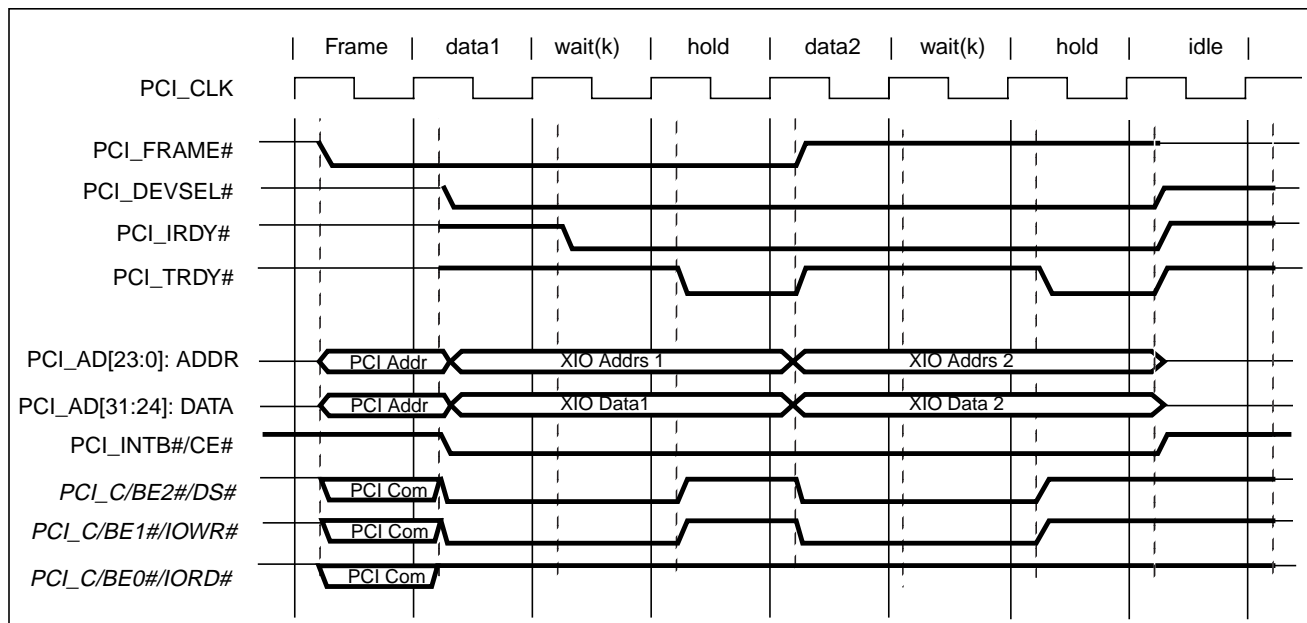 | Frame | data1 | wait(k) | hold | data2 | wait(k) | hold | idle |
PCI_CLK
PCI_FRAME#
PCI_DEVSEL#
PCI_IRDY#
PCI_TRDY#
PCI_AD[23:0]: ADDR PCI Addr XIO Addrs 1 XIO Addrs 2
PCI_AD[31:24]: DATA PCI Addr XIO Data1 XIO Data 2
PCI_INTB#/CE#
PCI_C/BE2#/DS# PCI Com
PCI_C/BE1#/IOWR# PCI Com
PCI_C/BE0#/IORD# PCI Com